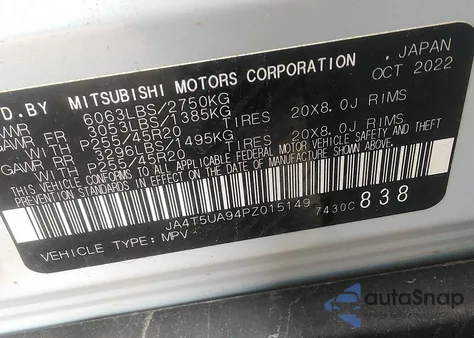 D.BY MITSUBISHI MOTORS CORPORATION, JAPAN
OCT 2022
GVWR 6063LBS/2750KG
GAWR FR 3053LBS/1385KG
WITH P255/45R20 TIRES 20X8.0J RIMS
GAWR RR 3296LBS/1495KG
WITH P255/45R20 TIRES 20X8.0J RIMS
THIS VEHICLE CONFORMS TO ALL APPLICABLE FEDERAL MOTOR VEHICLE SAFETY AND THEFT
PREVENTION STANDARDS IN EFFECT ON THE DATE OF MANUFACTURE SHOWN ABOVE.
JA4T5UA94PZ015149 7430C 838
VEHICLE TYPE: MPV
autoSnap